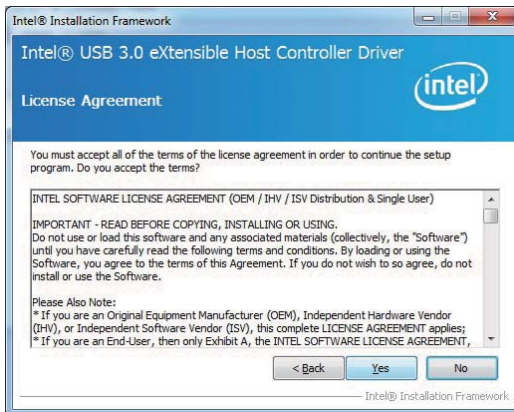 Intel® Installation Framework
Intel® USB 3.0 eXtensible Host Controller Driver
License Agreement
intel
You must accept all of the terms of the license agreement in order to continue the setup
program. Do you accept the terms?
INTEL SOFTWARE LICENSE AGREEMENT (OEM / IHV / ISV Distribution & Single User)
IMPORTANT - READ BEFORE COPYING, INSTALLING OR USING.
Do not use or load this software and any associated materials (collectively, the "Software")
until you have carefully read the following terms and conditions. By loading or using the
Software, you agree to the terms of this Agreement. If you do not wish to so agree, do not
install or use the Software.
Please Also Note:
* If you are an Original Equipment Manufacturer (OEM), Independent Hardware Vendor
(IHV), or Independent Software Vendor (ISV), this complete LICENSE AGREEMENT applies;
* If you are an End-User, then only Exhibit A, the INTEL SOFTWARE LICENSE AGREEMENT,
< Back
Yes
No
Intel® Installation Framework